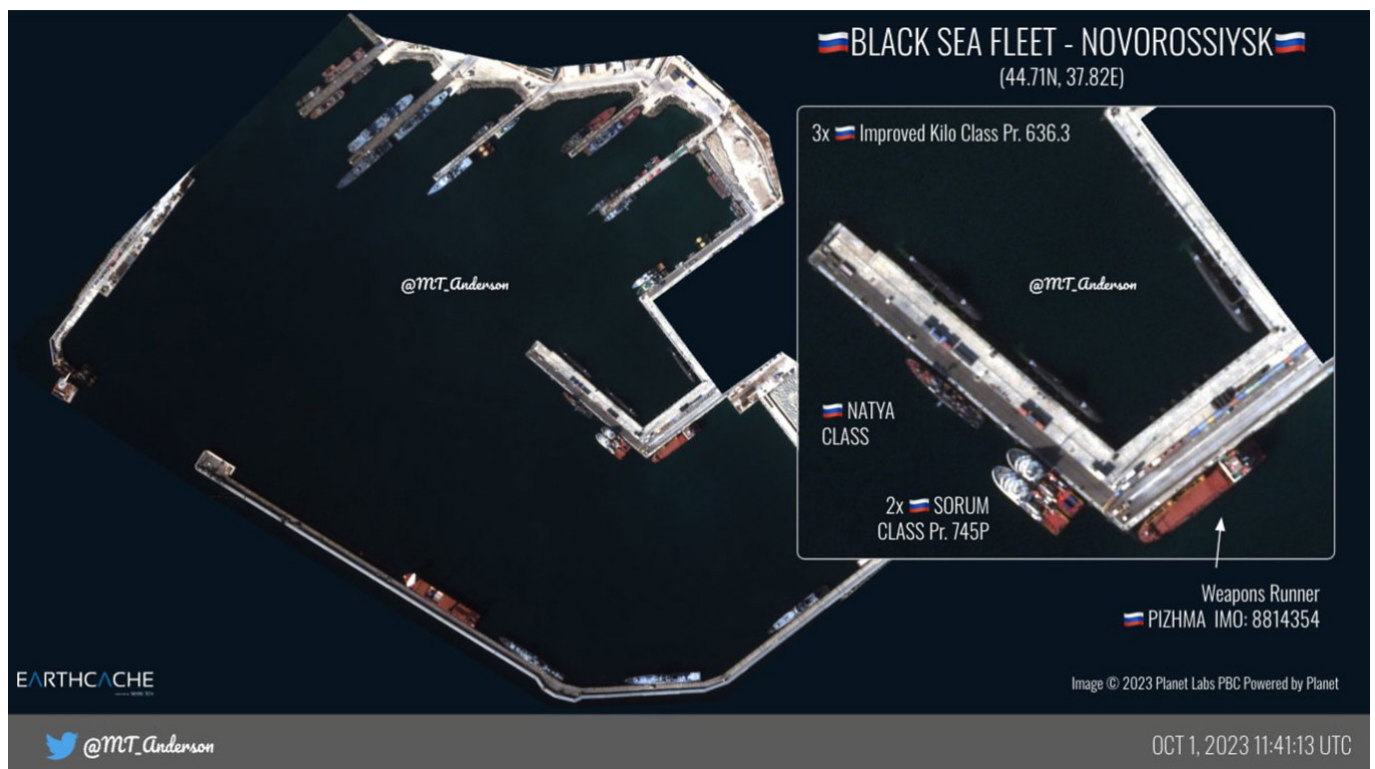 🇷🇺BLACK SEA FLEET - NOVOROSSIYSK🇷🇺
(44.71N, 37.82E)
3x 🇷🇺 Improved Kilo Class Pr. 636.3
@MT_Anderson
@MT_Anderson
🇷🇺 NATYA
CLASS
2x 🇷🇺 SORUM
CLASS Pr. 745P
Weapons Runner
🇷🇺 PIZHMA IMO: 8814354
EARTHCACHE
Image © 2023 Planet Labs PBC Powered by Planet
@MT_Anderson
OCT 1, 2023 11:41:13 UTC